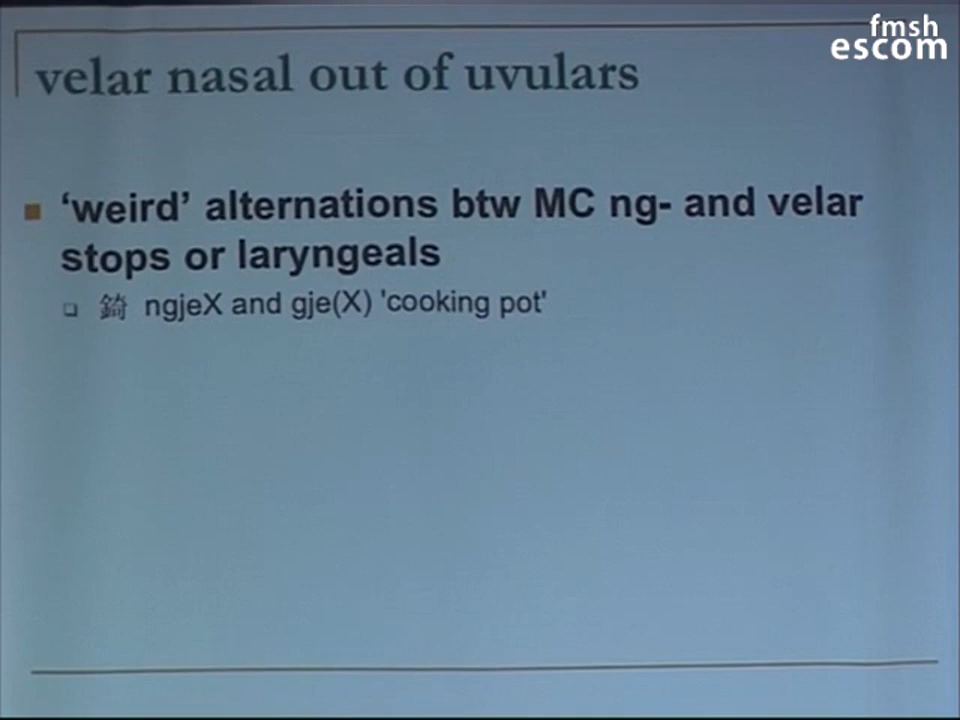 fmsh
escom
velar nasal out of uvulars
‘weird’ alternations btw MC ng- and velar
stops or laryngeals
錡 ngjeX and gje(X) 'cooking pot'